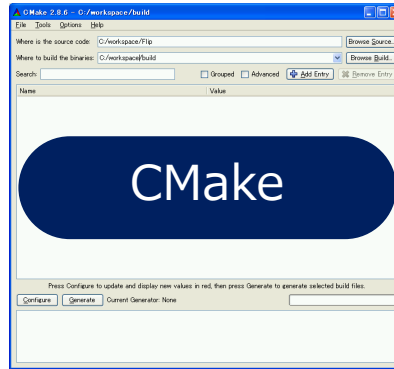 CMake 2.8.6 - C:/workspace/build
File Tools Options Help
Where is the source code: C:/workspace/Flip Browse Source...
Where to build the binaries: C:/workspace/build Browse Build...
Search: Grouped Advanced Add Entry Remove Entry
Name Value
CMake
Press Configure to update and display new values in red, then press Generate to generate selected build files.
Configure Generate Current Generator: None